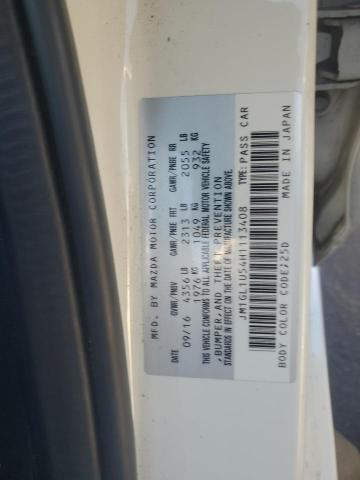 MFD. BY MAZDA MOTOR CORPORATION
DATE GVWR/PNBV GAWR/PNBE FRT GAWR/PNBE RR
09/16 4356 LB 2313 LB 2055 LB
1976 KG 1049 KG 932 KG
THIS VEHICLE CONFORMS TO ALL APPLICABLE FEDERAL MOTOR VEHICLE SAFETY
,BUMPER,AND THEFT PREVENTION
STANDARDS IN EFFECT ON THE DATE OF MANUFACTURE SHOWN ABOVE.
JM1GL1U54H1113408 TYPE:PASS CAR
BODY COLOR CODE:25D MADE IN JAPAN